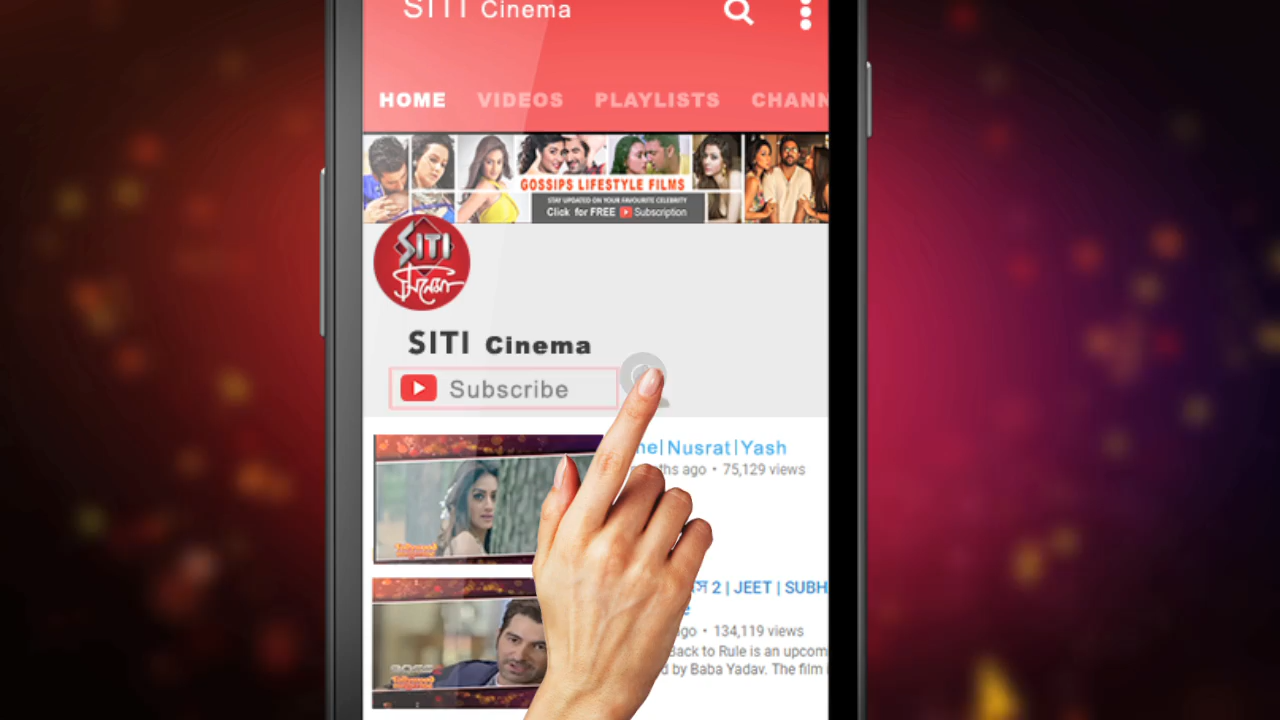 SITI Cinema
HOME VIDEOS PLAYLISTS CHANN
GOSSIPS LIFESTYLE FILMS
STAY UPDATED ON YOUR FAVOURITE CELEBRITY
Click for FREE Subscription
SITI
সিনেমা
SITI Cinema
Subscribe
ne|Nusrat|Yash
ths ago • 75,129 views
2 | JEET | SUBH
e
ago • 134,119 views
Back to Rule is an upcom
d by Baba Yadav. The film